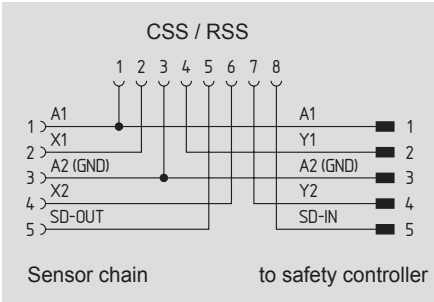 CSS / RSS
1 2 3 4 5 6 7 8
1 A1 A1 1
2 X1 Y1 2
3 A2 (GND) A2 (GND) 3
4 X2 Y2 4
5 SD-OUT SD-IN 5
Sensor chain to safety controller